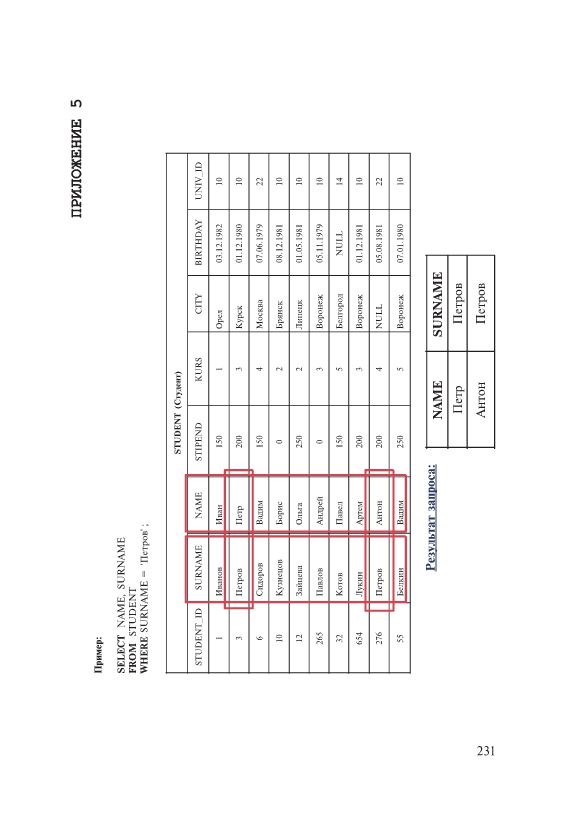 ПРИЛОЖЕНИЕ 5
Пример:
SELECT NAME, SURNAME
FROM STUDENT
WHERE SURNAME = 'Петров';
STUDENT (Студент)
STUDENT_ID SURNAME NAME STIPEND KURS CITY BIRTHDAY UNIV_ID
1 Иванов Иван 150 1 Орел 03.12.1982 10
3 Петров Петр 200 3 Курск 01.12.1980 10
6 Сидоров Вадим 150 4 Москва 07.06.1979 22
10 Кузнецов Борис 0 2 Брянск 08.12.1981 10
12 Зайцева Ольга 250 2 Липецк 01.05.1981 10
265 Павлов Андрей 0 3 Воронеж 05.11.1979 10
32 Котов Павел 150 5 Белгород NULL 14
654 Лукин Артем 200 3 Воронеж 01.12.1981 10
276 Петров Антон 200 4 NULL 05.08.1981 22
55 Белкин Вадим 250 5 Воронеж 07.01.1980 10
Результат запроса:
NAME SURNAME
Петр Петров
Антон Петров
231